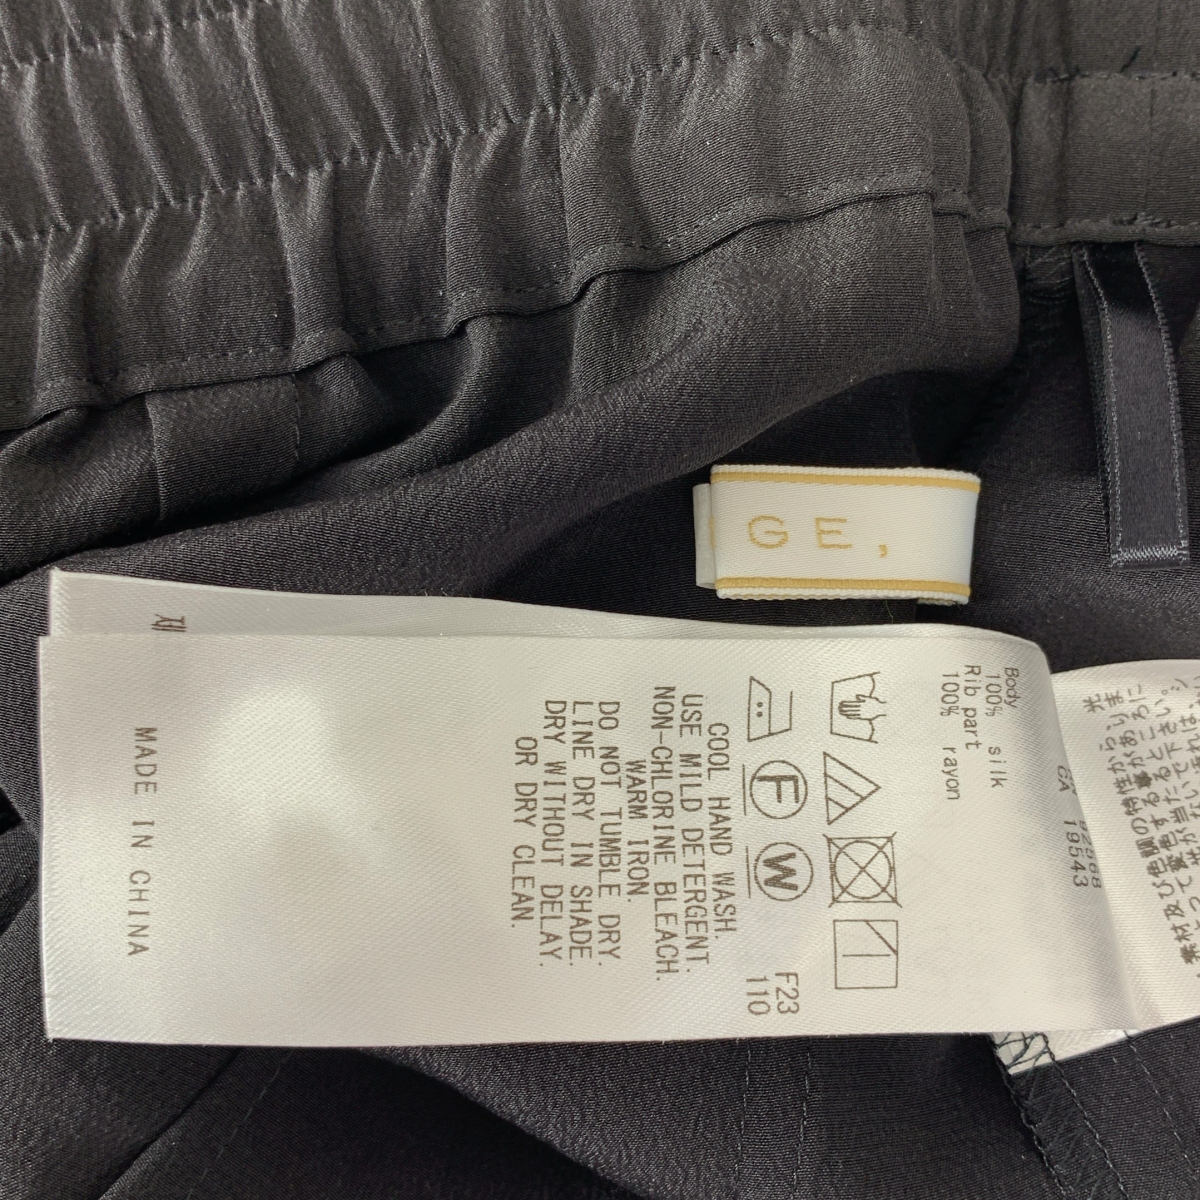 GE,
Body
100% silk
Rib part
100% rayon
CA 19543
F
W
COOL HAND WASH.
USE MILD DETERGENT.
NON-CHLORINE BLEACH.
WARM IRON.
DO NOT TUMBLE DRY.
LINE DRY IN SHADE.
DRY WITHOUT DELAY.
OR DRY CLEAN.
F23
110
MADE IN CHINA